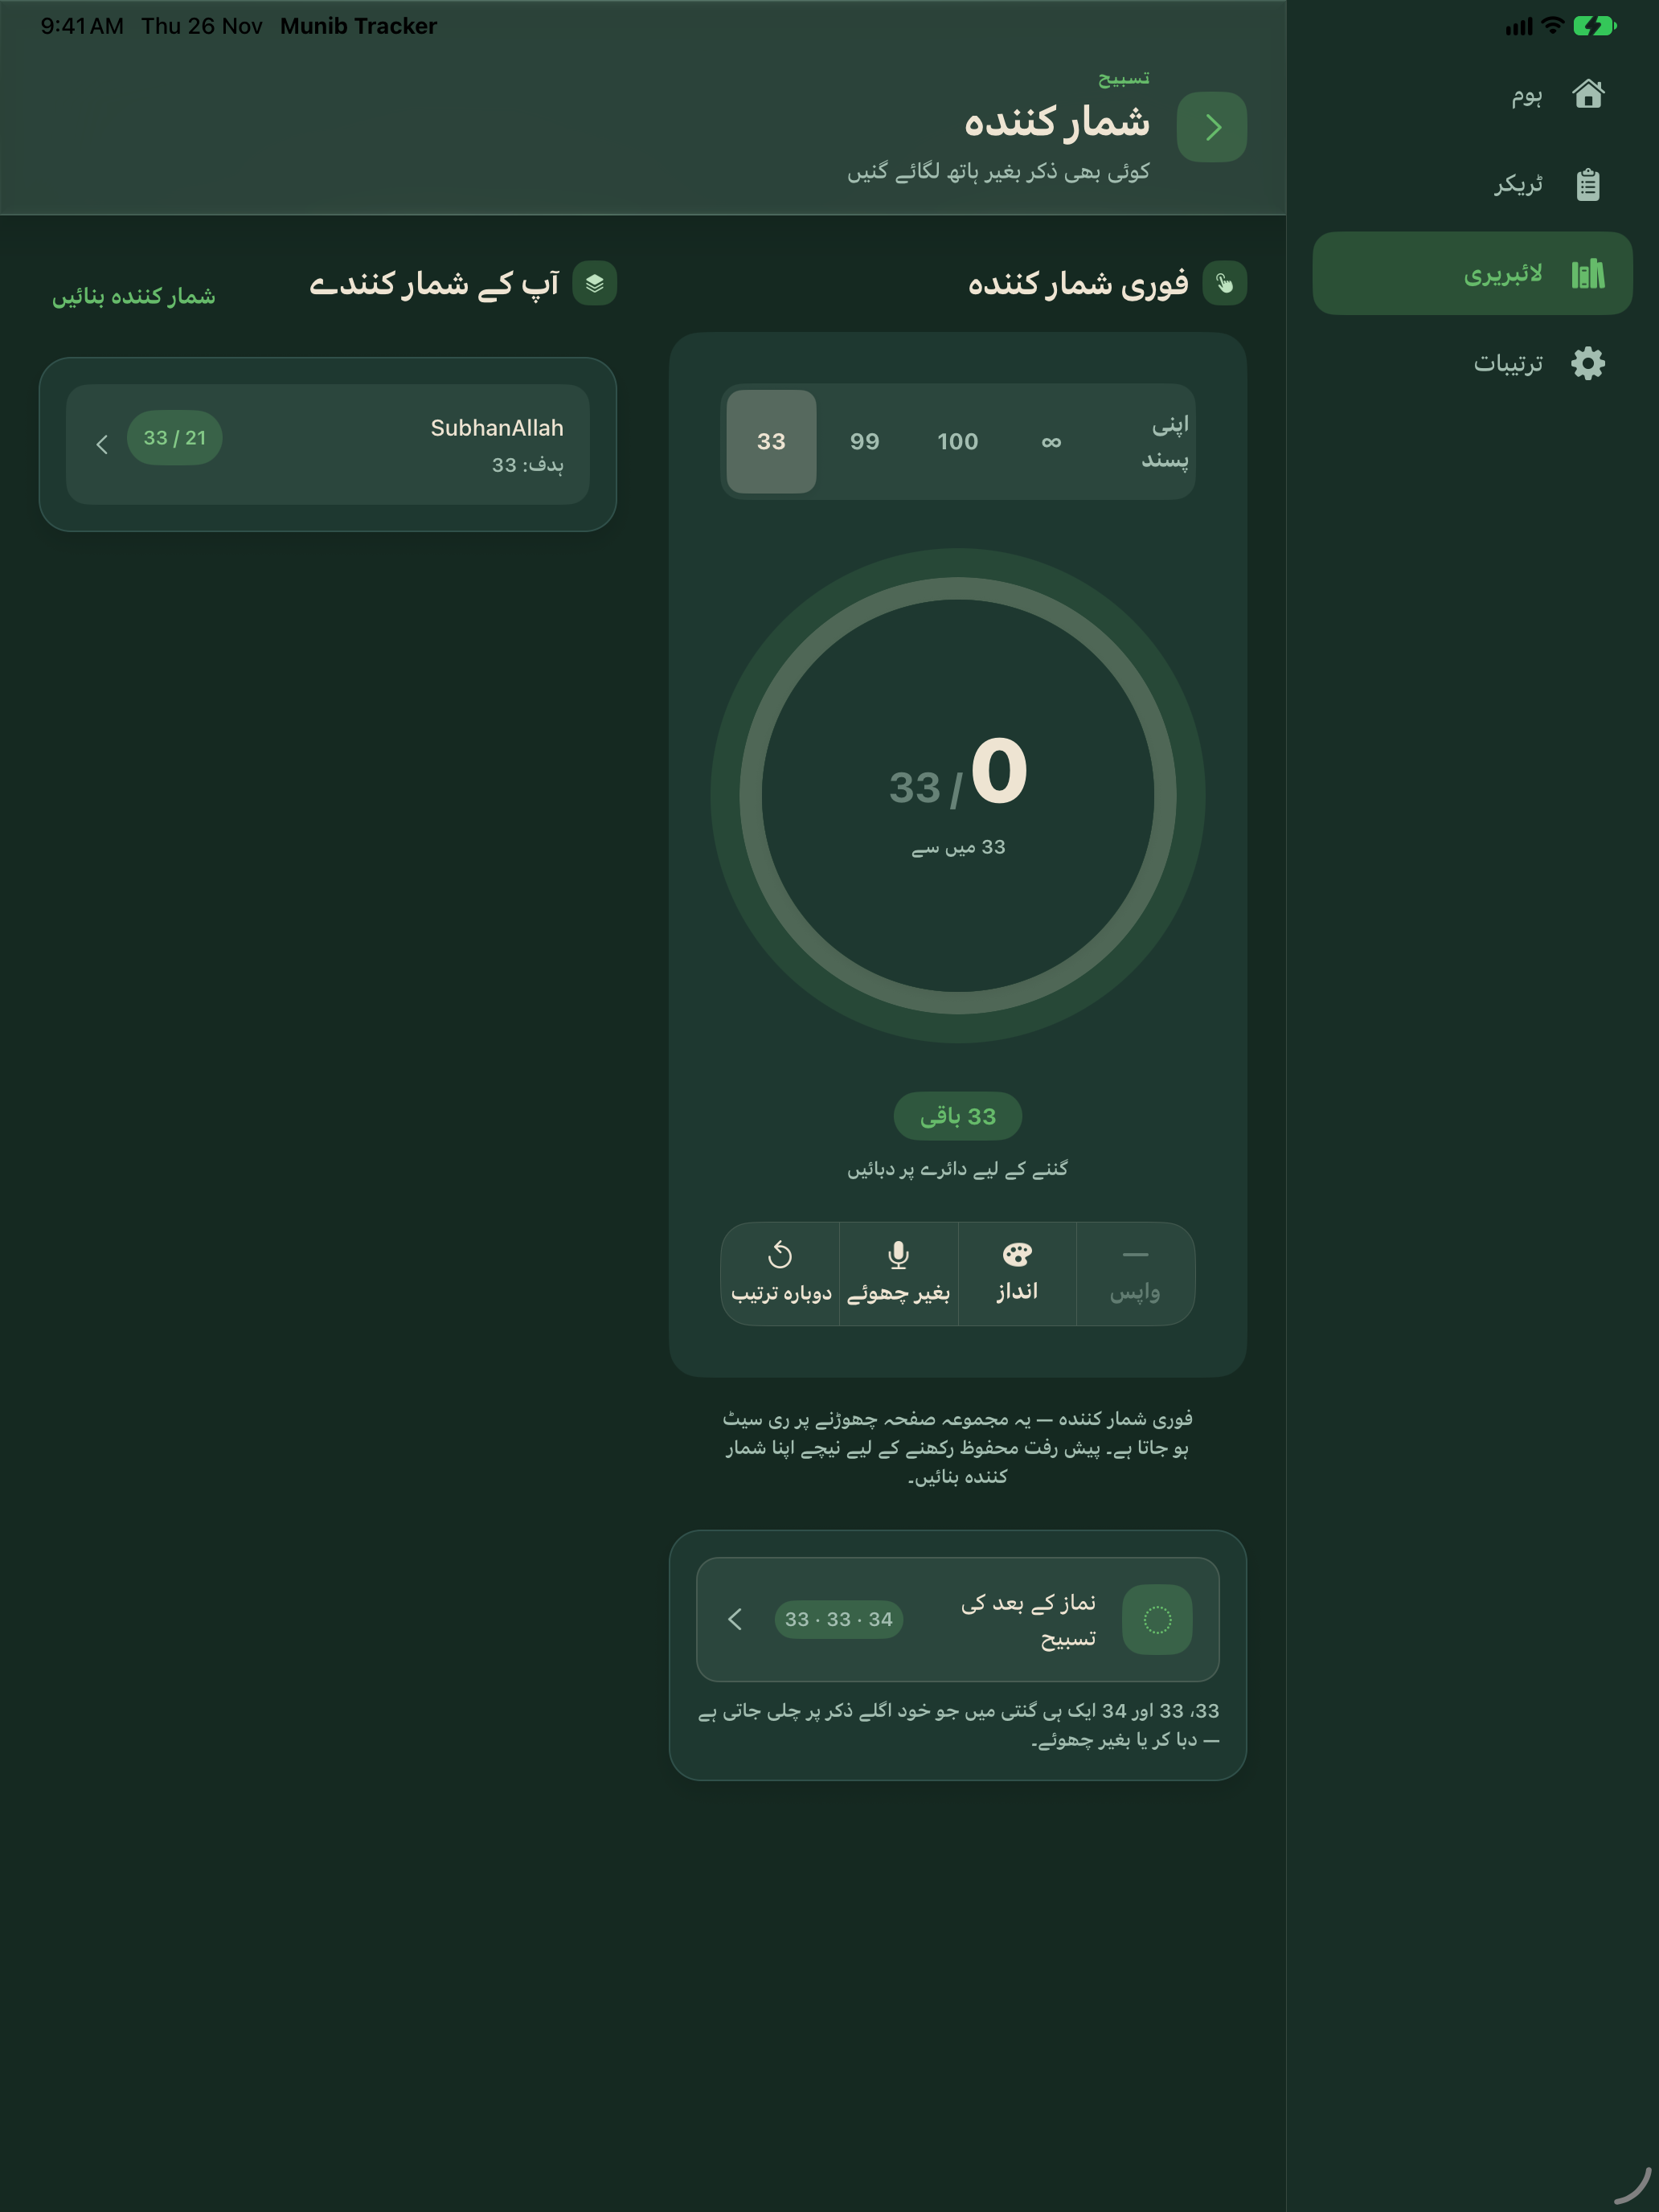 9:41 AM Thu 26 Nov Munib Tracker
ہوم
ٹریکر
لائبریری
ترتیبات
تسبیح
شمار کنندہ
کوئی بھی ذکر بغیر ہاتھ لگائے گنیں
فوری شمار کنندہ
اپنی
پسند
∞
100
99
33
0 / 33
33 میں سے
33 باقی
گننے کے لیے دائرے پر دبائیں
واپس
انداز
بغیر چھوئے
دوبارہ ترتیب
فوری شمار کنندہ — یہ مجموعہ صفحہ چھوڑنے پر ری سیٹ
ہو جاتا ہے۔ پیش رفت محفوظ رکھنے کے لیے نیچے اپنا شمار
کنندہ بنائیں۔
نماز کے بعد کی
تسبیح
33 · 33 · 34
33، 33 اور 34 ایک ہی گنتی میں جو خود اگلے ذکر پر چلی جاتی ہے
— دبا کر یا بغیر چھوئے۔
آپ کے شمار کنندے
شمار کنندہ بنائیں
SubhanAllah
ہدف: 33
33 / 21